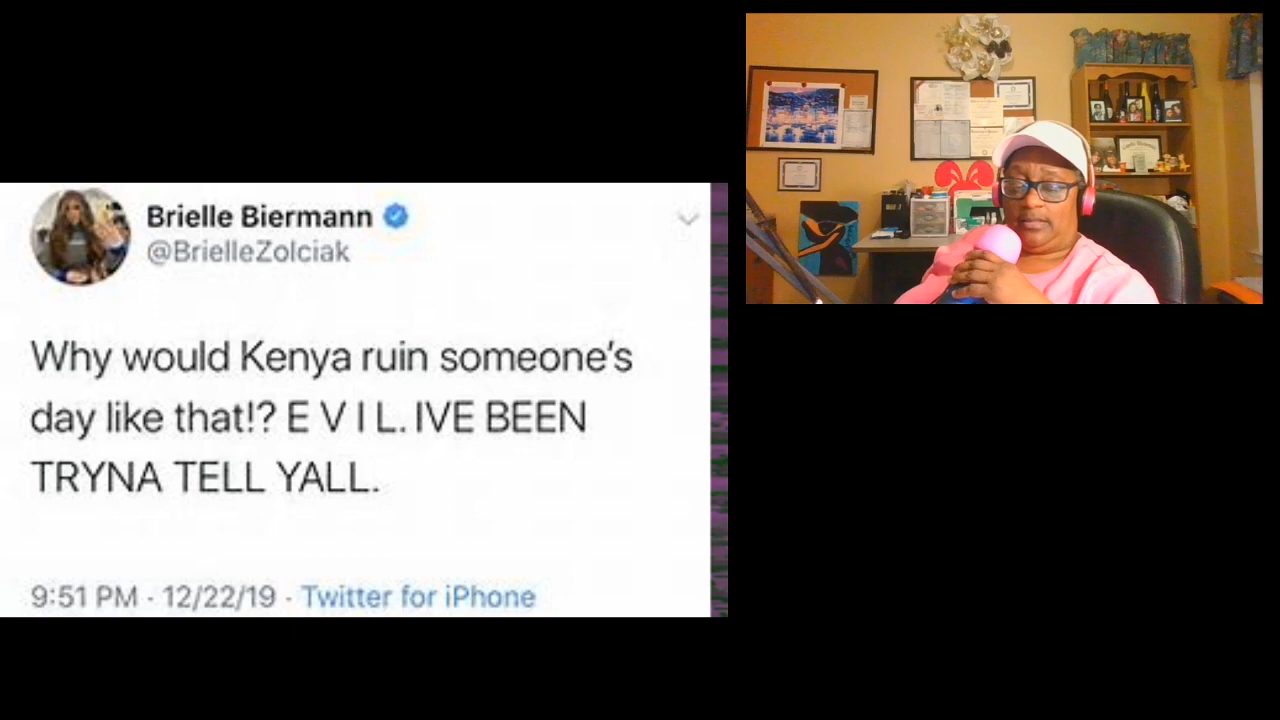 Brielle Biermann
@BrielleZolciak
Why would Kenya ruin someone's
day like that!? E V I L. IVE BEEN
TRYNA TELL YALL.
9:51 PM · 12/22/19 · Twitter for iPhone